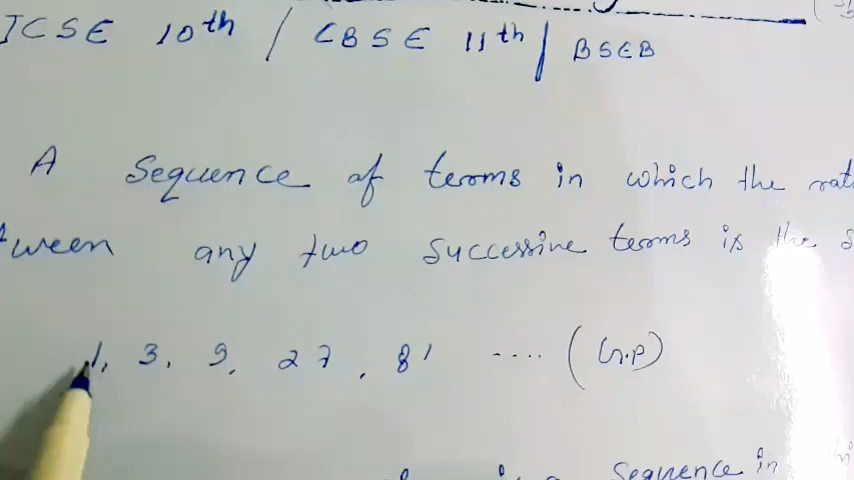 ICSE 10th / CBSE 11th / BSEB
A Sequence of terms in which the
tween any two successive terms is the
1, 3, 9, 27, 81 .... (G.P)
Sequence in